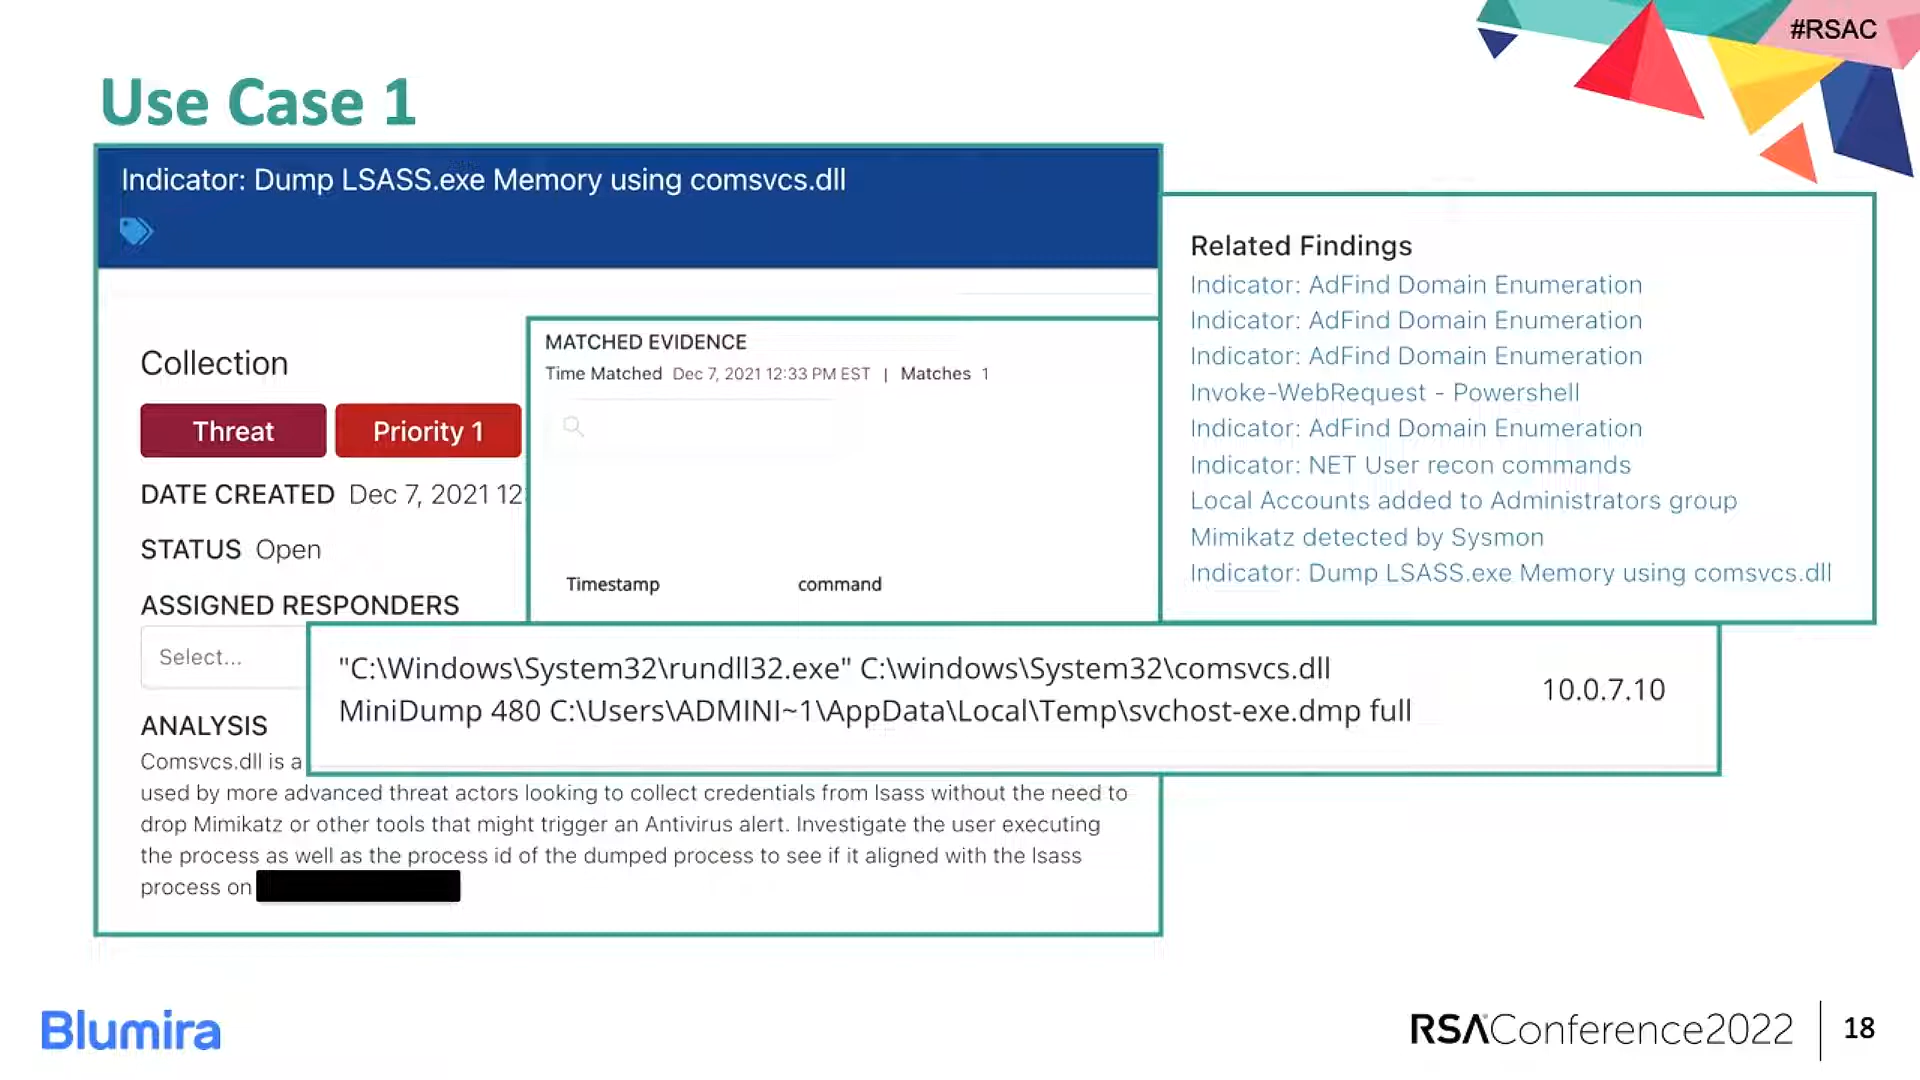 #RSAC
Use Case 1
Indicator: Dump LSASS.exe Memory using comsvcs.dll
Collection
Threat
Priority 1
DATE CREATED Dec 7, 2021 12
STATUS Open
ASSIGNED RESPONDERS
Select...
ANALYSIS
Comsvcs.dll is a
used by more advanced threat actors looking to collect credentials from lsass without the need to
drop Mimikatz or other tools that might trigger an Antivirus alert. Investigate the user executing
the process as well as the process id of the dumped process to see if it aligned with the lsass
process on
MATCHED EVIDENCE
Time Matched Dec 7, 2021 12:33 PM EST | Matches 1
Timestamp command
"C:\Windows\System32\rundll32.exe" C:\windows\System32\comsvcs.dll
MiniDump 480 C:\Users\ADMINI~1\AppData\Local\Temp\svchost-exe.dmp full
10.0.7.10
Related Findings
Indicator: AdFind Domain Enumeration
Indicator: AdFind Domain Enumeration
Indicator: AdFind Domain Enumeration
Invoke-WebRequest - Powershell
Indicator: AdFind Domain Enumeration
Indicator: NET User recon commands
Local Accounts added to Administrators group
Mimikatz detected by Sysmon
Indicator: Dump LSASS.exe Memory using comsvcs.dll
Blumira
RSAConference2022
18